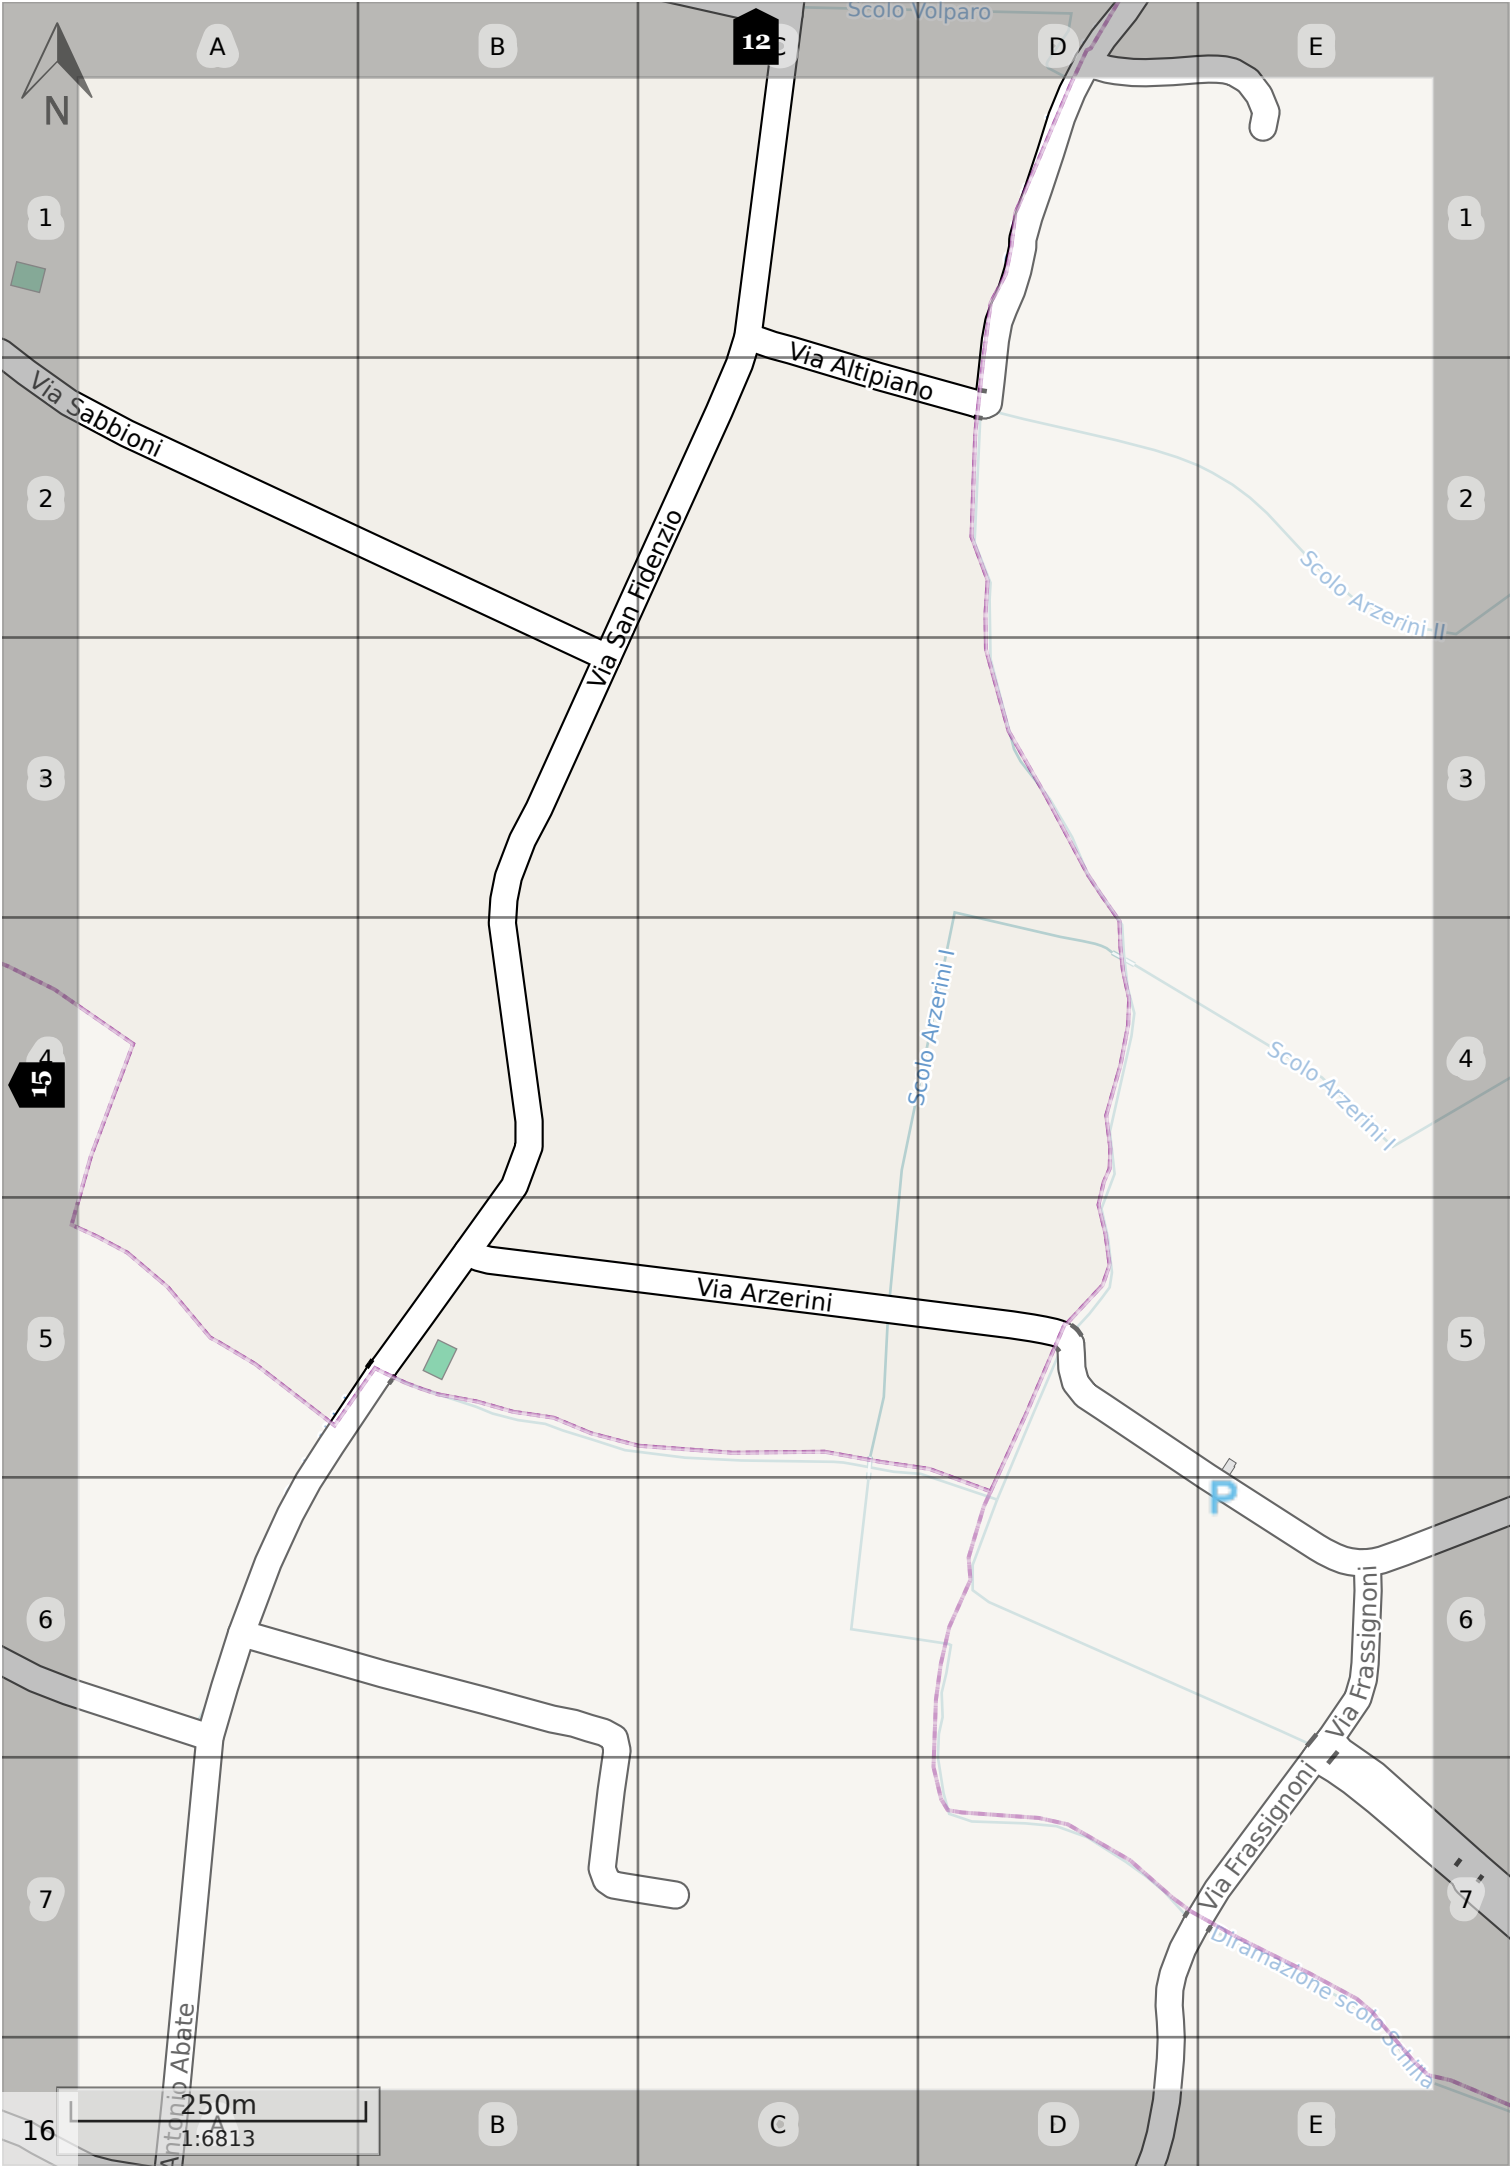 Scolo Volparo
A
B
12
C
D
E
N
1
1
Via Altipiano
Via Sabbioni
2
2
Via San Fidenzio
Scolo Arzerini II
3
3
Scolo Arzerini I
4
4
15
Scolo Arzerini I
Via Arzerini
5
5
P
Via Frassignoni
6
6
Via Frassignoni
7
7
Diramazione scolo Schilla
Antonio Abate
250m
1:6813
16
A
B
C
D
E